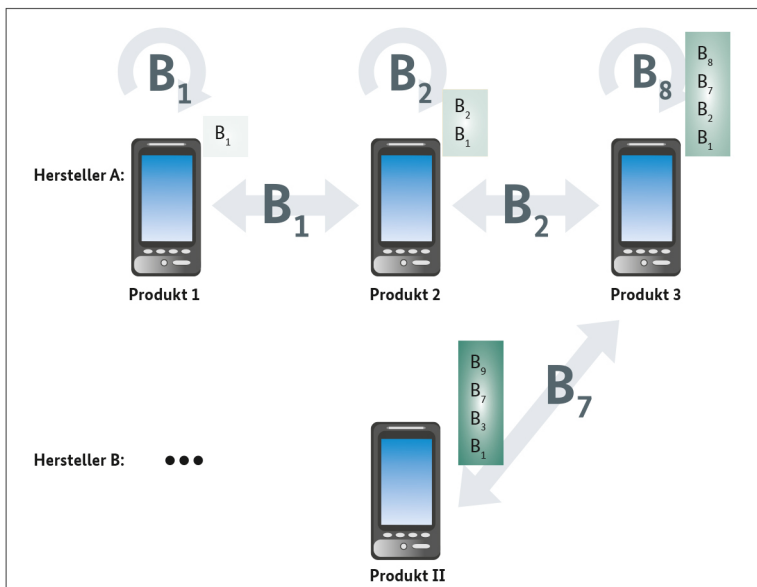 B₁
B₂
B₈
B₁
B₂
B₁
B₈
B₇
B₂
B₁
Hersteller A:
B₁
B₂
Produkt 1
Produkt 2
Produkt 3
B₉
B₇
B₃
B₁
B₇
Hersteller B:
•••
Produkt II